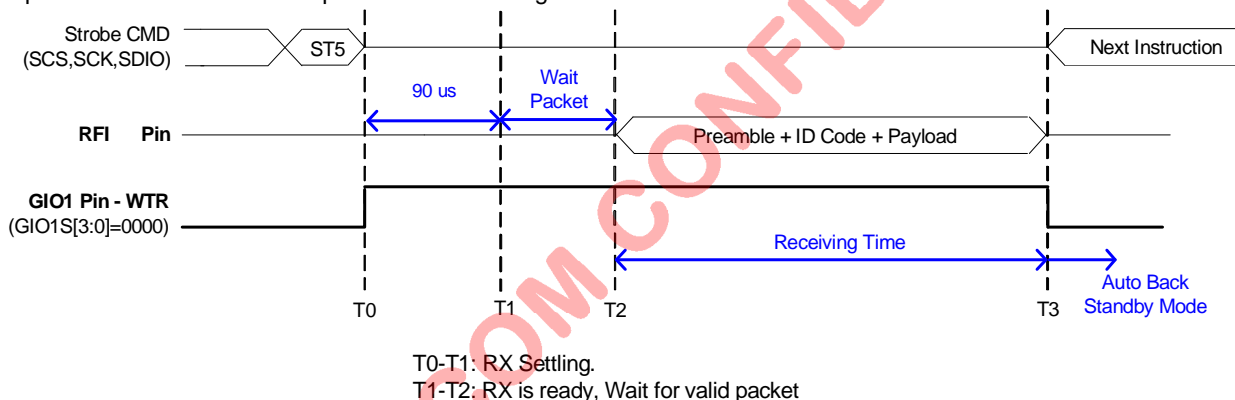 Strobe CMD
(SCS,SCK,SDIO)
ST5
Next Instruction
90 us
Wait
Packet
RFI Pin
Preamble + ID Code + Payload
GIO1 Pin - WTR
(GIO1S[3:0]=0000)
Receiving Time
Auto Back
Standby Mode
T0
T1
T2
T3
T0-T1: RX Settling.
T1-T2: RX is ready, Wait for valid packet
COM CONFI